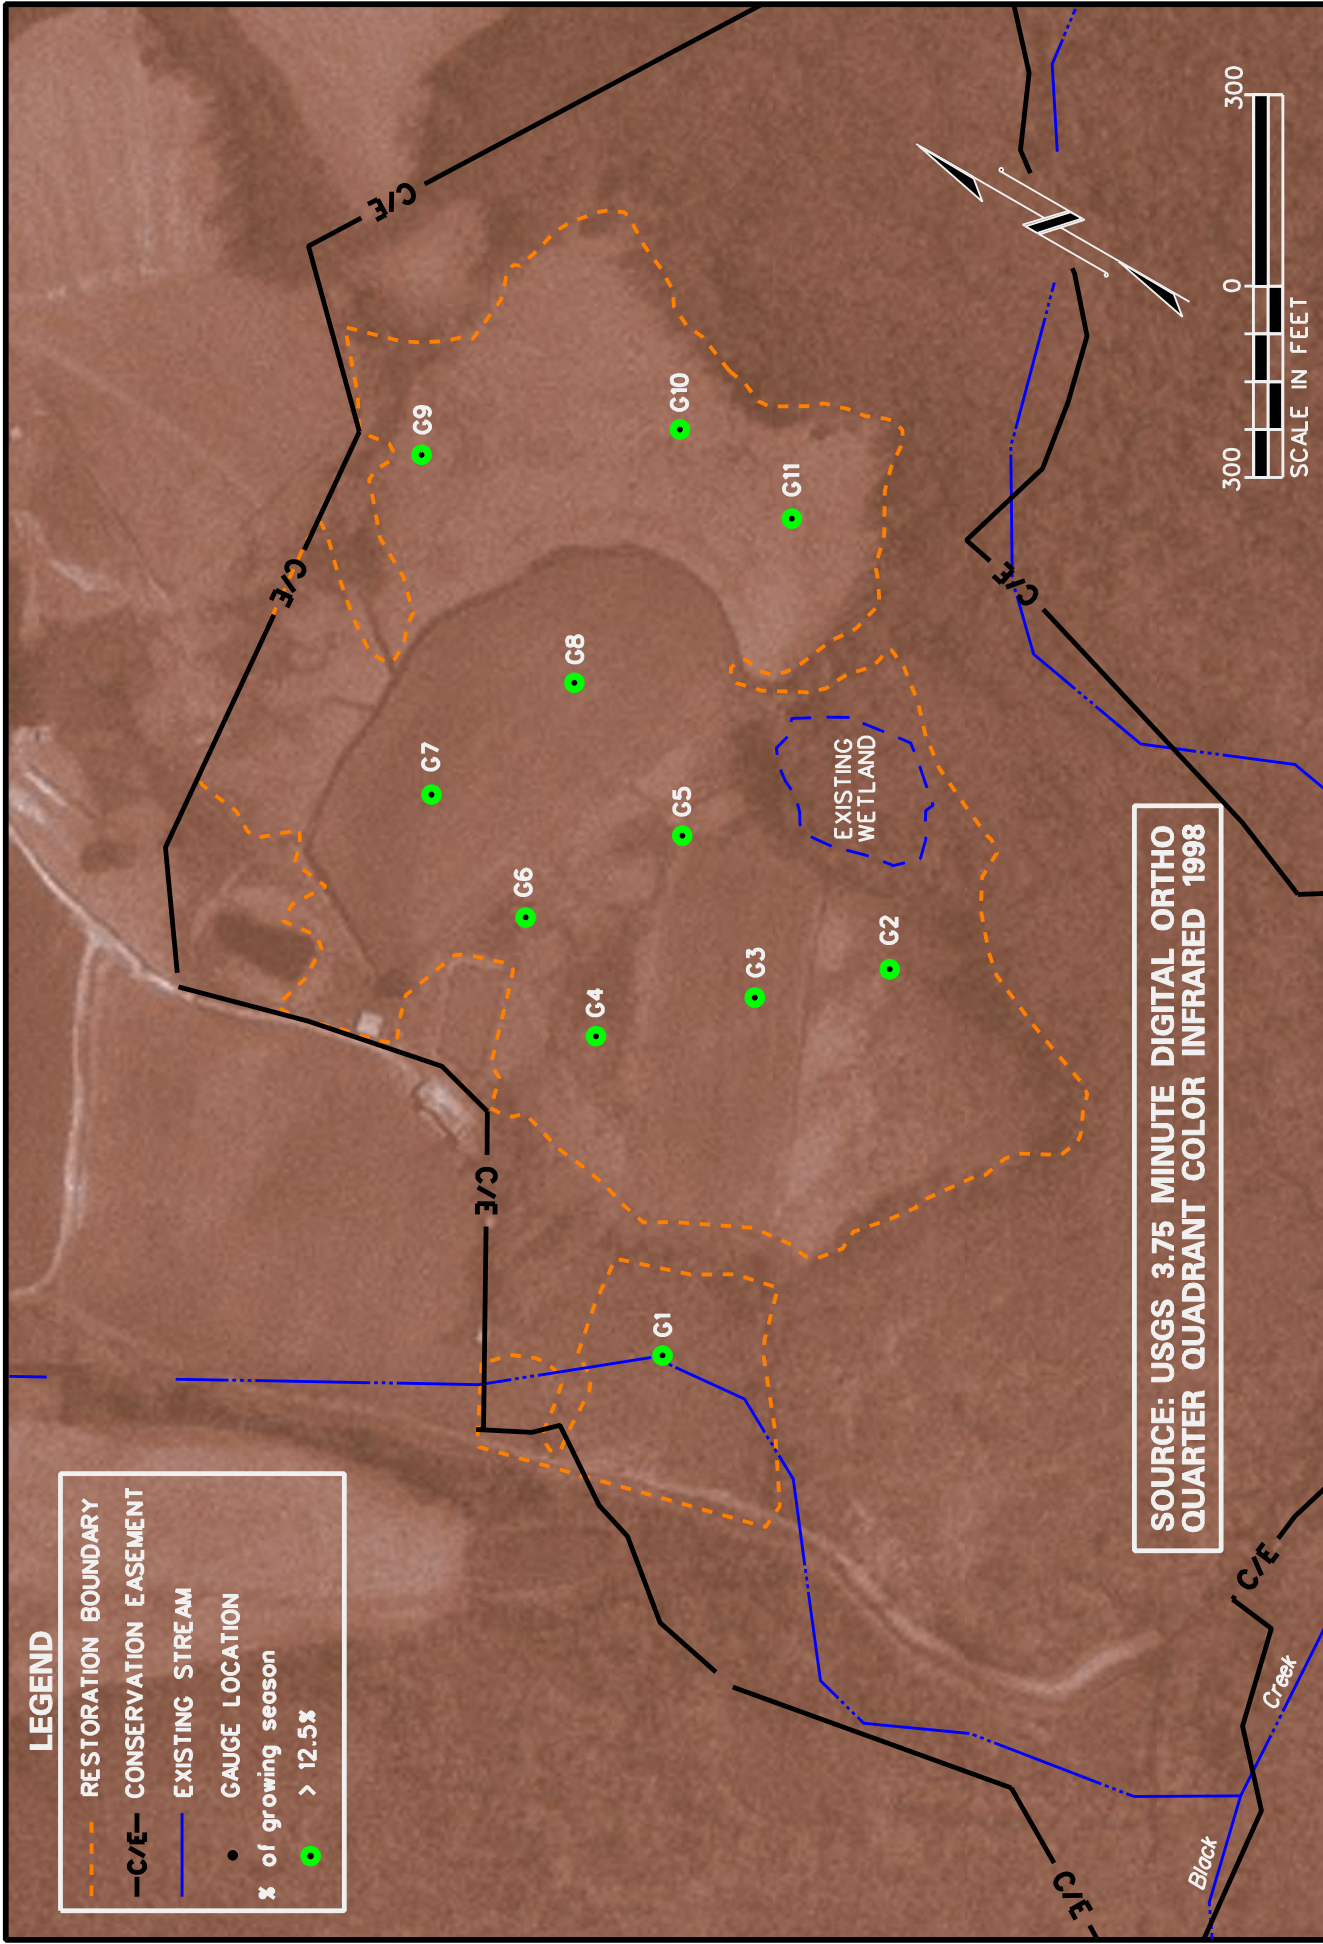 LEGEND
RESTORATION BOUNDARY
C/E CONSERVATION EASEMENT
EXISTING STREAM
GAUGE LOCATION
% of growing season
> 12.5%
C/E
C/E
C/E
C/E
C/E
C/E
G1
G2
G3
G4
G5
G6
G7
G8
G9
G10
G11
EXISTING
WETLAND
Black
Creek
SOURCE: USGS 3.75 MINUTE DIGITAL ORTHO
QUARTER QUADRANT COLOR INFRARED 1998
300
0
300
SCALE IN FEET